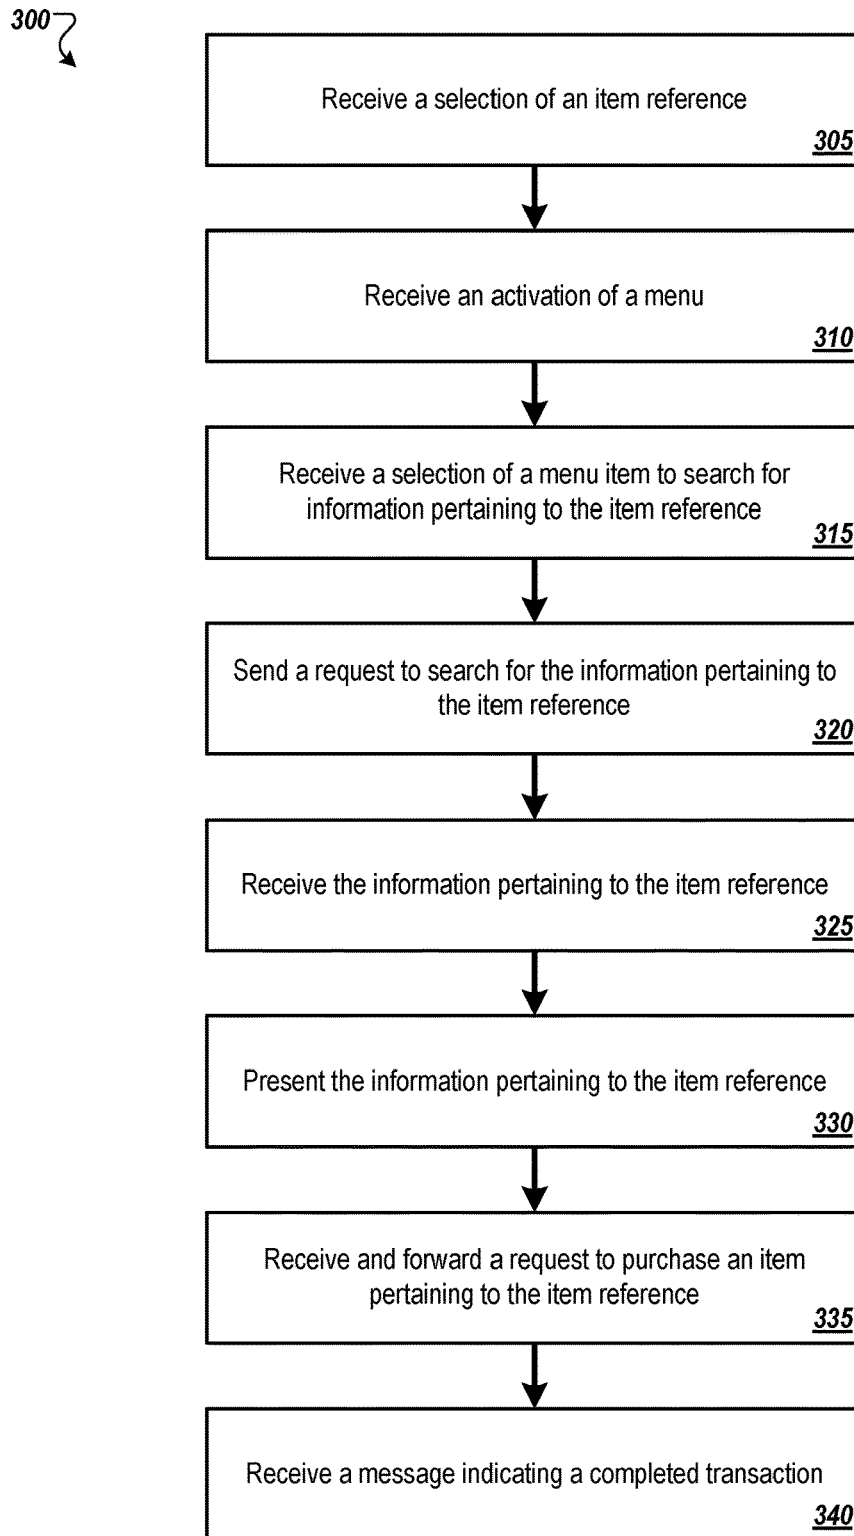 300
Receive a selection of an item reference
305
Receive an activation of a menu
310
Receive a selection of a menu item to search for
information pertaining to the item reference
315
Send a request to search for the information pertaining to
the item reference
320
Receive the information pertaining to the item reference
325
Present the information pertaining to the item reference
330
Receive and forward a request to purchase an item
pertaining to the item reference
335
Receive a message indicating a completed transaction
340